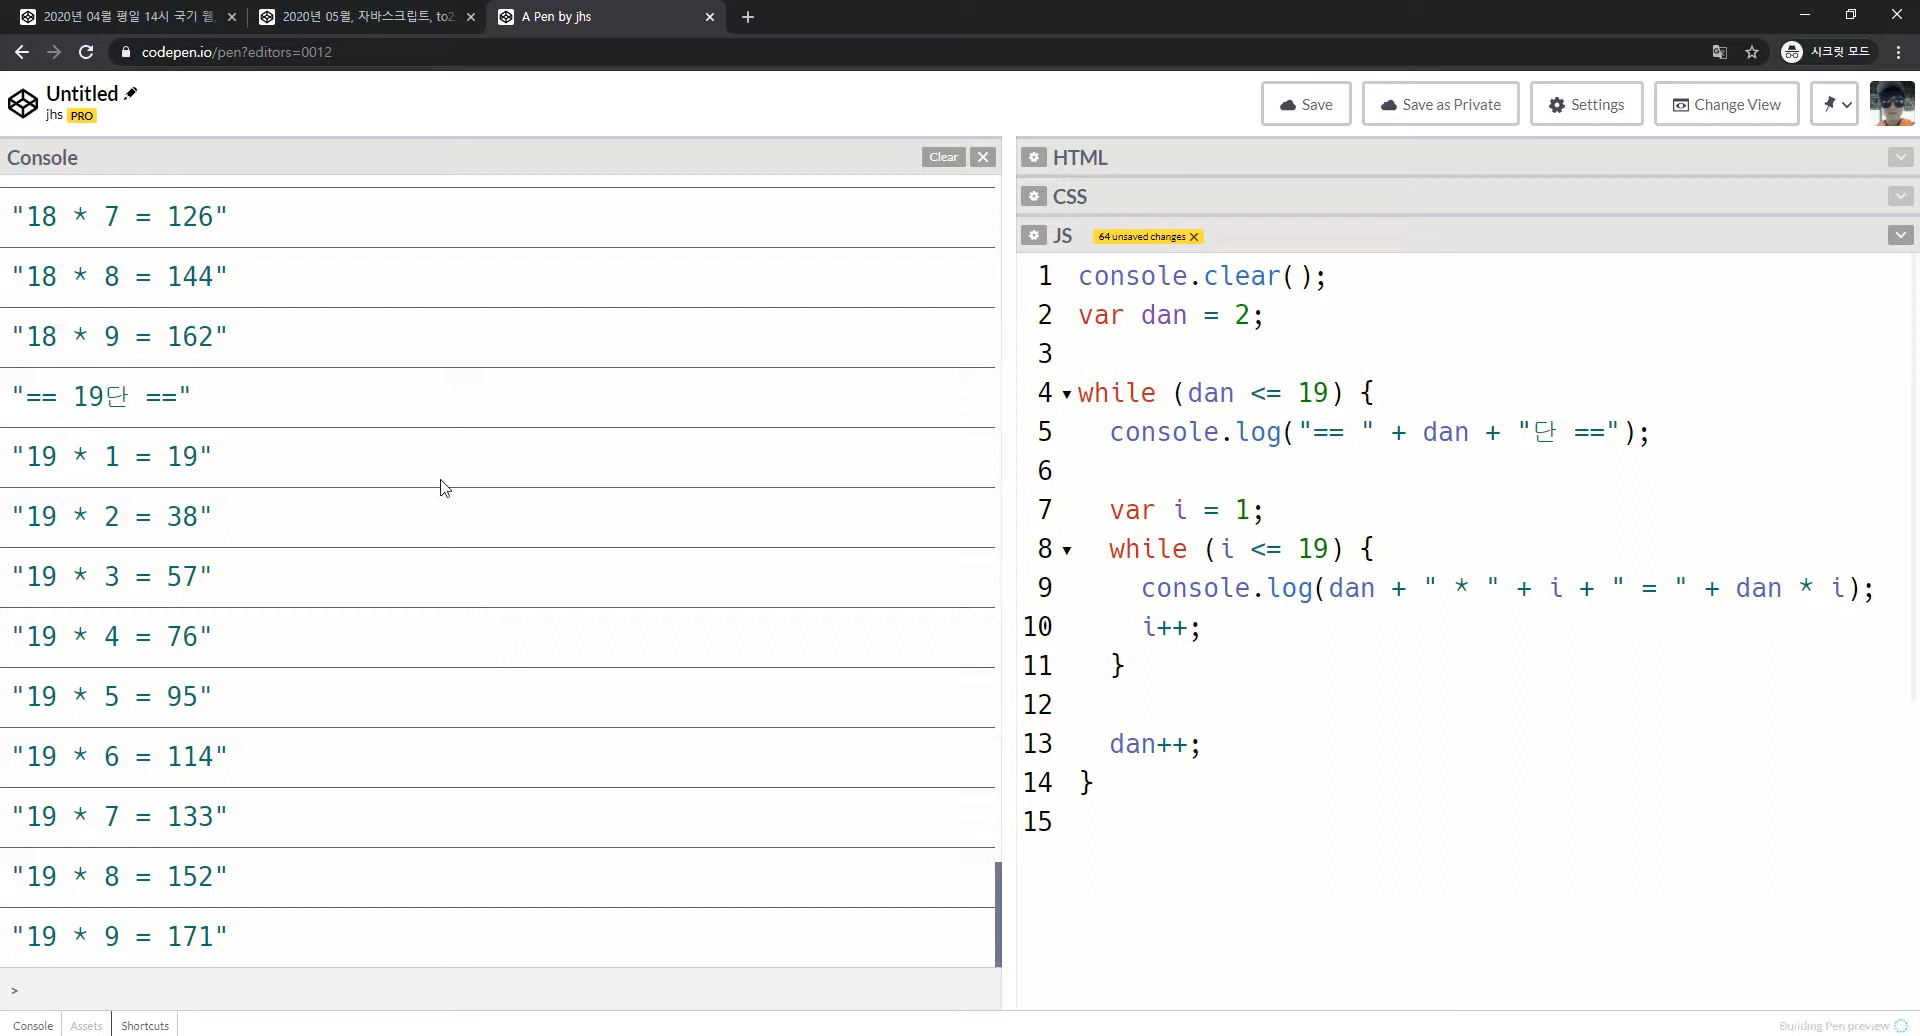 2020년 04월 평일 14시 국기 웹,
2020년 05월, 자바스크립트, to2
A Pen by jhs
codepen.io/pen?editors=0012
시크릿 모드
Untitled
jhs PRO
Save
Save as Private
Settings
Change View
Console
Clear
"18 * 7 = 126"
"18 * 8 = 144"
"18 * 9 = 162"
"== 19단 =="
"19 * 1 = 19"
"19 * 2 = 38"
"19 * 3 = 57"
"19 * 4 = 76"
"19 * 5 = 95"
"19 * 6 = 114"
"19 * 7 = 133"
"19 * 8 = 152"
"19 * 9 = 171"
>
HTML
CSS
JS 64 unsaved changes
1 console.clear();
2 var dan = 2;
3
4 while (dan <= 19) {
5 console.log("== " + dan + "단 ==");
6
7 var i = 1;
8 while (i <= 19) {
9 console.log(dan + " * " + i + " = " + dan * i);
10 i++;
11 }
12
13 dan++;
14 }
15
Console
Assets
Shortcuts
Building Pen preview